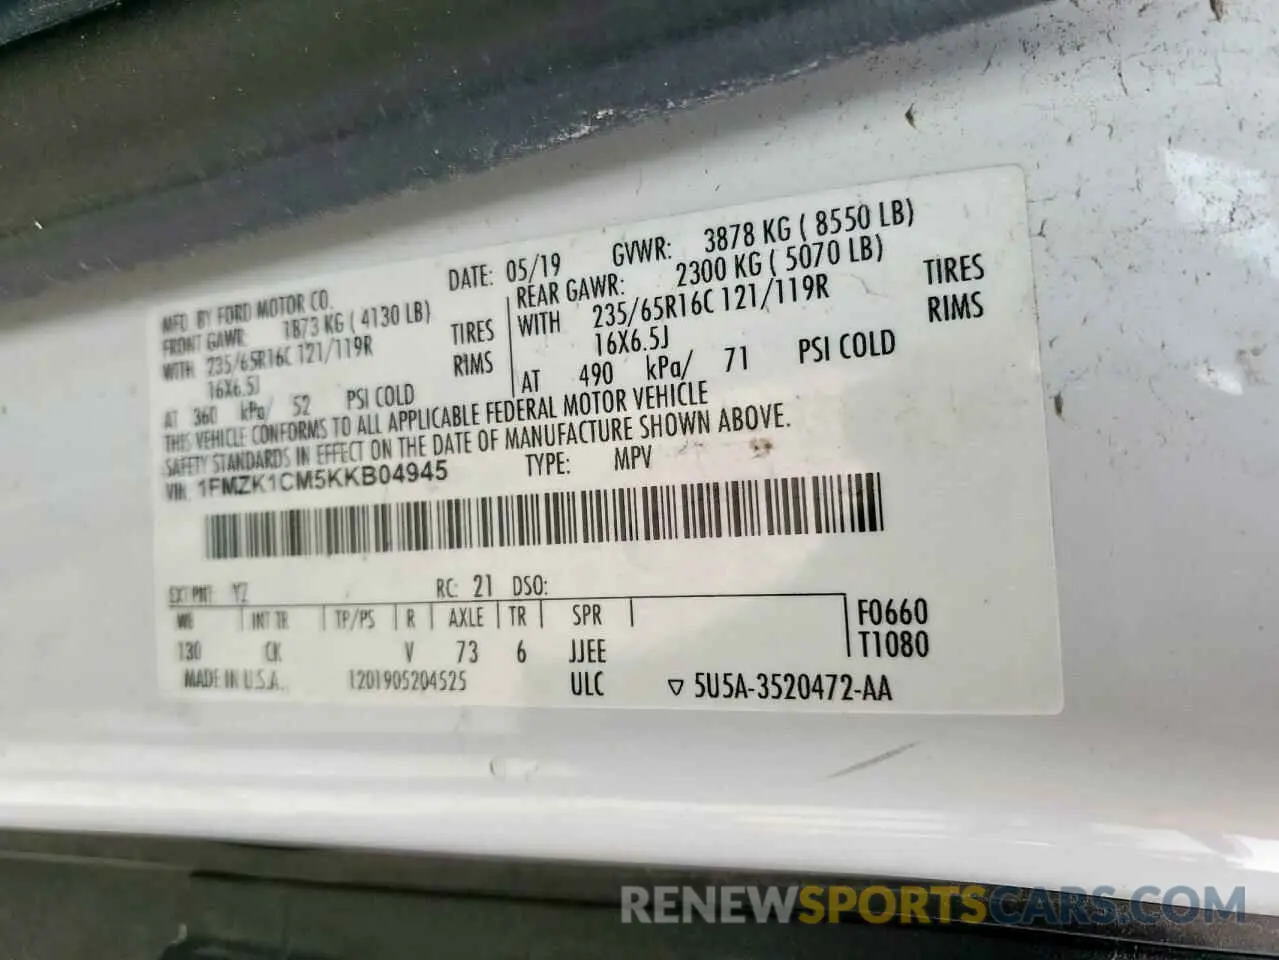 MFD BY FORD MOTOR CO.
DATE: 05/19 GVWR: 3878 KG ( 8550 LB)
FRONT GAWR: 1873 KG ( 4130 LB)
REAR GAWR: 2300 KG ( 5070 LB)
WITH 235/65R16C 121/119R TIRES
WITH 235/65R16C 121/119R TIRES
16X6.5J RIMS
16X6.5J RIMS
AT 360 kPa/ 52 PSI COLD
AT 490 kPa/ 71 PSI COLD
THIS VEHICLE CONFORMS TO ALL APPLICABLE FEDERAL MOTOR VEHICLE
SAFETY STANDARDS IN EFFECT ON THE DATE OF MANUFACTURE SHOWN ABOVE.
VIN: 1FMZK1CM5KKB04945 TYPE: MPV
EXT PNT: YZ RC: 21 DSO:
WB INT TR TP/PS R AXLE TR SPR F0660
130 CK V 73 6 JJEE T1080
MADE IN U.S.A. 1201905204525 ULC ▽ 5U5A-3520472-AA
RENEWSPORTSCARS.COM